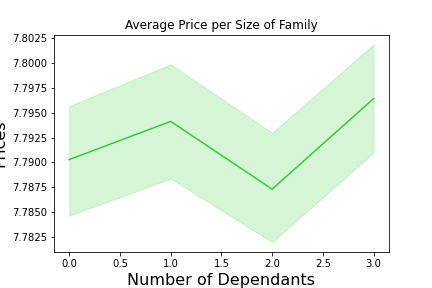 Average Price per Size of Family
7.8025
7.8000
7.7975
7.7950
7.7925
7.7900
7.7875
7.7850
7.7825
Prices
0.0 0.5 1.0 1.5 2.0 2.5 3.0
Number of Dependants